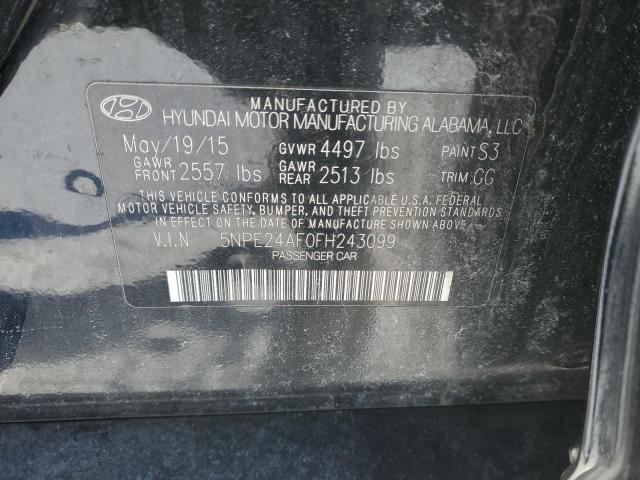 MANUFACTURED BY
HYUNDAI MOTOR MANUFACTURING ALABAMA, LLC
May/19/15 GVWR 4497 lbs PAINT S3
GAWR FRONT 2557 lbs GAWR REAR 2513 lbs TRIM GG
THIS VEHICLE CONFORMS TO ALL APPLICABLE U.S.A. FEDERAL
MOTOR VEHICLE SAFETY, BUMPER, AND THEFT PREVENTION STANDARDS
IN EFFECT ON THE DATE OF MANUFACTURE SHOWN ABOVE.
V.I.N 5NPE24AF0FH243099
PASSENGER CAR